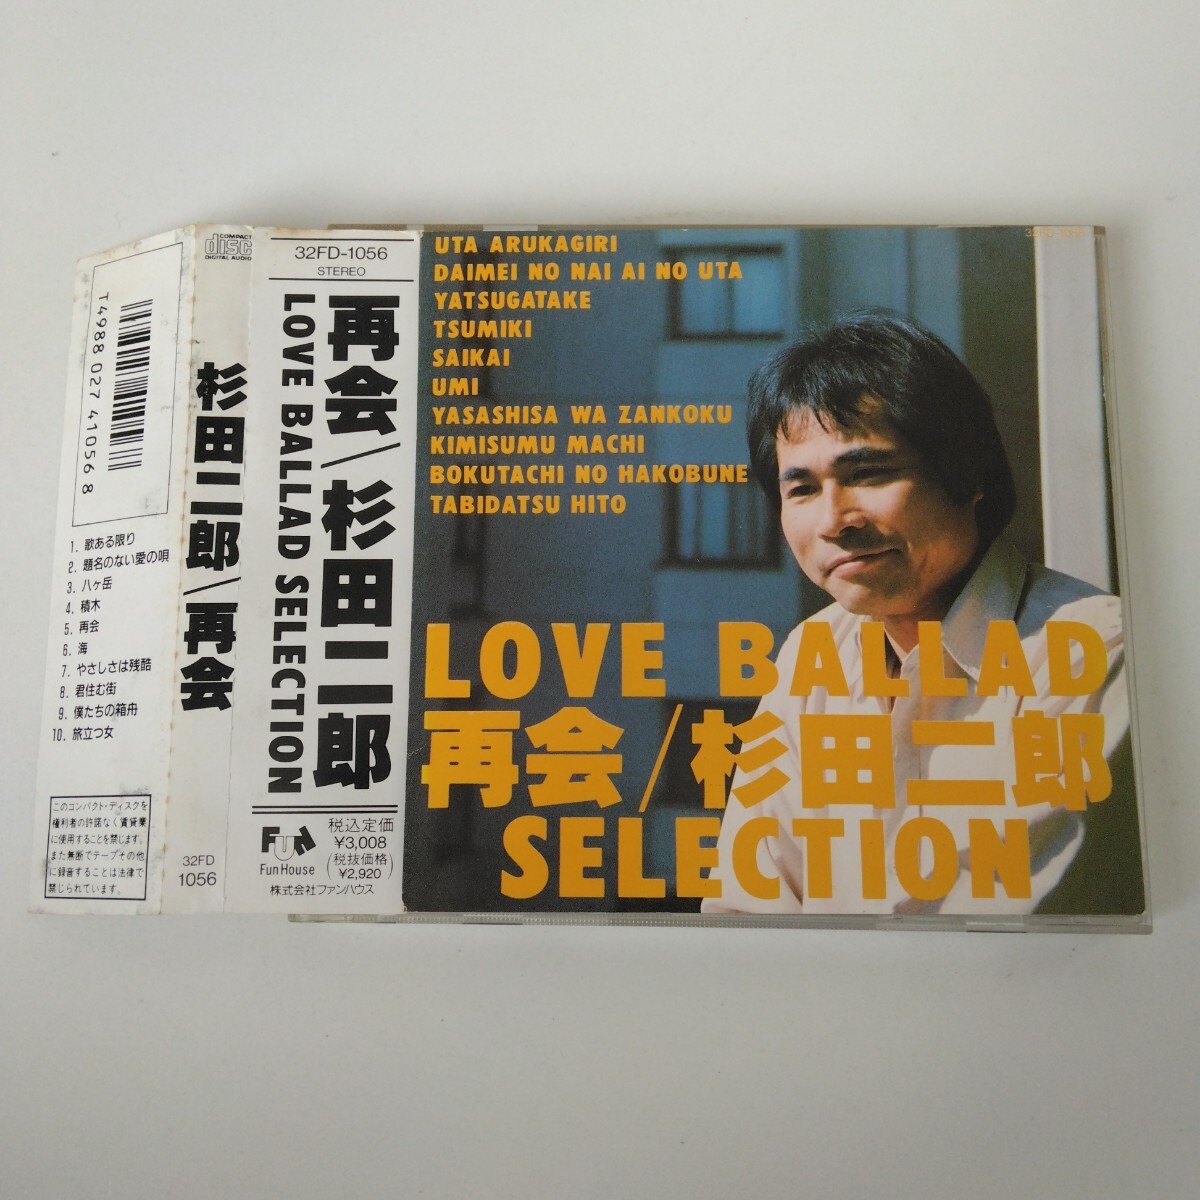 T4988 027 410568
1. 歌ある限り
2. 題名のない愛の唄
3. 八ヶ岳
4. 積木
5. 再会
6. 海
7. やさしさは残酷
8. 君住む街
9. 僕たちの箱舟
10. 旅立つ女
このコンパクト・ディスクを
権利者の許諾なく賃貸業
に使用することを禁じます。
また無断でテープその他
に録音することは法律で
禁じられています。
COMPACT
disc
DIGITAL AUDIO
杉田二郎/再会
32FD
1056
32FD-1056
STEREO
再会/杉田二郎
LOVE BALLAD SELECTION
FUN
Fun House
税込定価
¥3,008
(税抜価格)
¥2,920
株式会社ファンハウス
UTA ARUKAGIRI
DAIMEI NO NAI AI NO UTA
YATSUGATAKE
TSUMIKI
SAIKAI
UMI
YASASHISA WA ZANKOKU
KIMISUMU MACHI
BOKUTACHI NO HAKOBUNE
TABIDATSU HITO
LOVE BALLAD
再会/杉田二郎
SELECTION